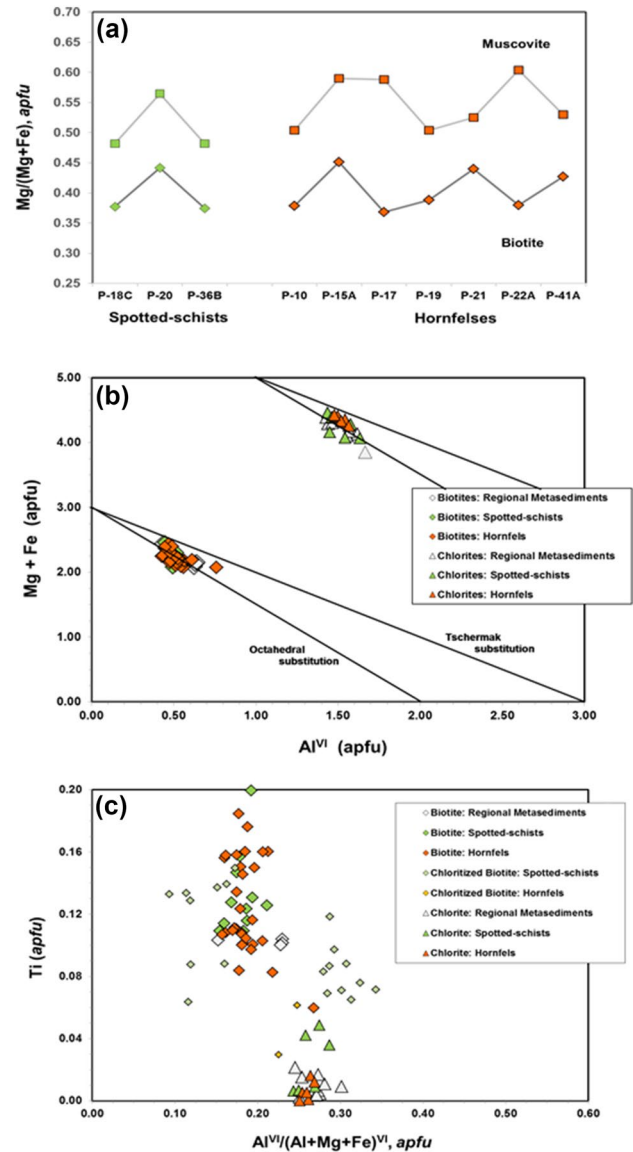 (a)
0.70
0.65
0.60
0.55
0.50
0.45
0.40
0.35
0.30
0.25
Mg/(Mg+Fe), apfu
Muscovite
Biotite
P-18C P-20 P-36B P-10 P-15A P-17 P-19 P-21 P-22A P-41A
Spotted-schists Hornfelses
(b)
5.00
4.00
3.00
2.00
1.00
0.00
Mg + Fe (apfu)
Biotites: Regional Metasediments
Biotites: Spotted-schists
Biotites: Hornfels
Chlorites: Regional Metasediments
Chlorites: Spotted-schists
Chlorites: Hornfels
Octahedral
substitution
Tschermak
substitution
0.00 0.50 1.00 1.50 2.00 2.50 3.00
Al^VI (apfu)
(c)
0.20
0.16
0.12
0.08
0.04
0.00
Ti (apfu)
Biotite: Regional Metasediments
Biotite: Spotted-schists
Biotite: Hornfels
Chloritized Biotite: Spotted-schists
Chloritized Biotite: Hornfels
Chlorite: Regional Metasediments
Chlorite: Spotted-schists
Chlorite: Hornfels
0.00 0.10 0.20 0.30 0.40 0.50 0.60
Al^VI/(Al+Mg+Fe)^VI, apfu